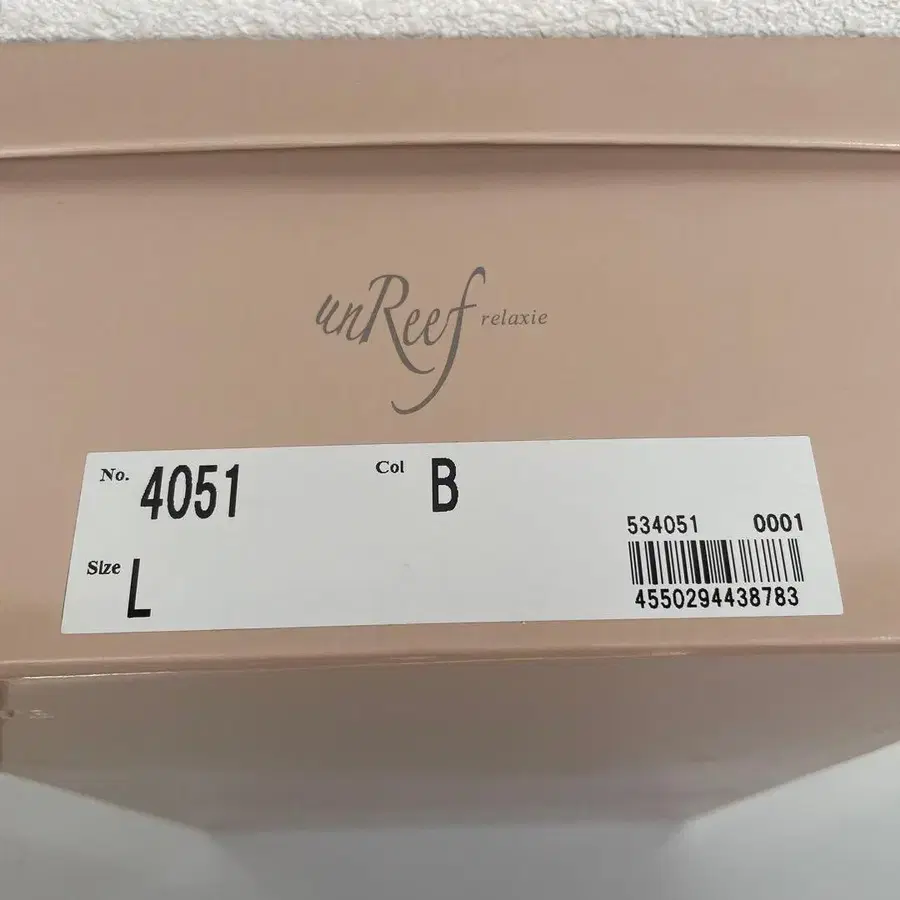 unReef relaxie
No. 4051 Col B
534051 0001
Size L
4550294438783